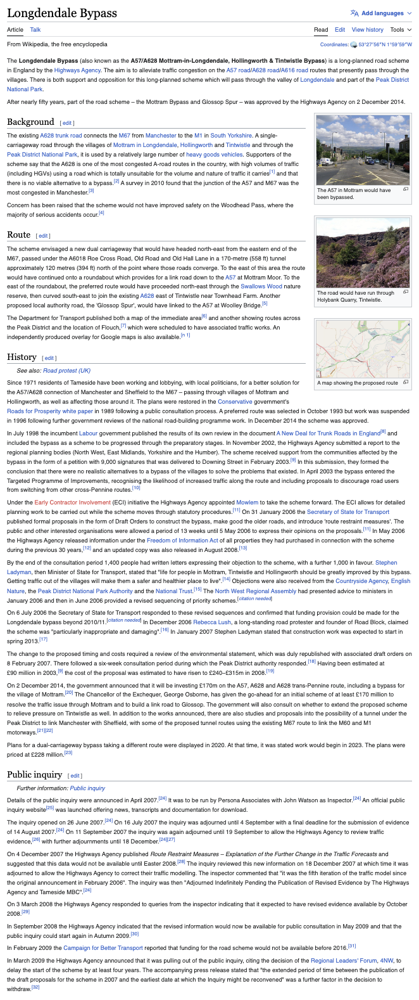 Longdendale Bypass
Add languages
Article Talk
Read Edit View history Tools
From Wikipedia, the free encyclopedia
Coordinates: 53°27′56″N 1°59′59″W
The Longdendale Bypass (also known as the A57/A628 Mottram-in-Longdendale, Hollingworth & Tintwistle Bypass) is a long-planned road scheme
in England by the Highways Agency. The aim is to alleviate traffic congestion on the A57 road/A628 road/A616 road routes that presently pass through the
villages. There is both support and opposition for this long-planned scheme which will pass through the valley of Longdendale and part of the Peak District
National Park.
After nearly fifty years, part of the road scheme – the Mottram Bypass and Glossop Spur – was approved by the Highways Agency on 2 December 2014.
Background [ edit ]
The existing A628 trunk road connects the M67 from Manchester to the M1 in South Yorkshire. A single-
carriageway road through the villages of Mottram in Longdendale, Hollingworth and Tintwistle and through the
Peak District National Park, it is used by a relatively large number of heavy goods vehicles. Supporters of the
scheme say that the A628 is one of the most congested A-road routes in the country, with high volumes of traffic
(including HGVs) using a road which is totally unsuitable for the volume and nature of traffic it carries[1] and that
there is no viable alternative to a bypass.[2] A survey in 2010 found that the junction of the A57 and M67 was the
most congested in Manchester.[3]
Concern has been raised that the scheme would not have improved safety on the Woodhead Pass, where the
majority of serious accidents occur.[4]
The A57 in Mottram would have
been bypassed.
Route [ edit ]
The scheme envisaged a new dual carriageway that would have headed north-east from the eastern end of the
M67, passed under the A6018 Roe Cross Road, Old Road and Old Hall Lane in a 170-metre (558 ft) tunnel
approximately 120 metres (394 ft) north of the point where those roads converge. To the east of this area the route
would have continued onto a roundabout which provides for a link road down to the A57 at Mottram Moor. To the
east of the roundabout, the preferred route would have proceeded north-east through the Swallows Wood nature
reserve, then curved south-east to join the existing A628 east of Tintwistle near Townhead Farm. Another
proposed local authority road, the 'Glossop Spur', would have linked to the A57 at Woolley Bridge.[5]
The Department for Transport published both a map of the immediate area[6] and another showing routes across
the Peak District and the location of Flouch,[7] which were scheduled to have associated traffic works. An
independently produced overlay for Google maps is also available.[n 1]
The road would have run through
Holybank Quarry, Tintwistle.
A map showing the proposed route
History [ edit ]
See also: Road protest (UK)
Since 1971 residents of Tameside have been working and lobbying, with local politicians, for a better solution for
the A57/A628 connection of Manchester and Sheffield to the M67 – passing through villages of Mottram and
Hollingworth, as well as affecting those around it. The plans were restored in the Conservative government's
Roads for Prosperity white paper in 1989 following a public consultation process. A preferred route was selected in October 1993 but work was suspended
in 1996 following further government reviews of the national road-building programme work. In December 2014 the scheme was approved.
In July 1998 the incumbent Labour government published the results of its own review in the document A New Deal for Trunk Roads in England[8] and
included the bypass as a scheme to be progressed through the preparatory stages. In November 2002, the Highways Agency submitted a report to the
regional planning bodies (North West, East Midlands, Yorkshire and the Humber). The scheme received support from the communities affected by the
bypass in the form of a petition with 9,000 signatures that was delivered to Downing Street in February 2003.[9] In this submission, they formed the
conclusion that there were no realistic alternatives to a bypass of the villages to solve the problems that existed. In April 2003 the bypass entered the
Targeted Programme of Improvements, recognising the likelihood of increased traffic along the route and including proposals to discourage road users
from switching from other cross-Pennine routes.[10]
Under the Early Contractor Involvement (ECI) initiative the Highways Agency appointed Mowlem to take the scheme forward. The ECI allows for detailed
planning work to be carried out while the scheme moves through statutory procedures.[11] On 31 January 2006 the Secretary of State for Transport
published formal proposals in the form of Draft Orders to construct the bypass, make good the older roads, and introduce 'route restraint measures'. The
public and other interested organisations were allowed a period of 13 weeks until 5 May 2006 to express their opinions on the proposals.[11] In May 2006
the Highways Agency released information under the Freedom of Information Act of all properties they had purchased in connection with the scheme
during the previous 30 years,[12] and an updated copy was also released in August 2008.[13]
By the end of the consultation period 1,400 people had written letters expressing their objection to the scheme, with a further 1,000 in favour. Stephen
Ladyman, then Minister of State for Transport, stated that "life for people in Mottram, Tintwistle and Hollingworth should be greatly improved by this bypass.
Getting traffic out of the villages will make them a safer and healthier place to live".[14] Objections were also received from the Countryside Agency, English
Nature, the Peak District National Park Authority and the National Trust.[15] The North West Regional Assembly had presented advice to ministers in
January 2006 and then in June 2006 provided a revised sequencing of priority schemes.[citation needed]
On 6 July 2006 the Secretary of State for Transport responded to these revised sequences and confirmed that funding provision could be made for the
Longdendale bypass beyond 2010/11.[citation needed] In December 2006 Rebecca Lush, a long-standing road protester and founder of Road Block, claimed
the scheme was "particularly inappropriate and damaging".[16] In January 2007 Stephen Ladyman stated that construction work was expected to start in
spring 2013.[17]
The change to the proposed timing and costs required a review of the environmental statement, which was duly republished with associated draft orders on
8 February 2007. There followed a six-week consultation period during which the Peak District authority responded.[18] Having been estimated at
£90 million in 2003,[9] the cost of the proposal was estimated to have risen to £240–£315m in 2008.[19]
On 2 December 2014, the government announced that it will be investing £170m on the A57, A628 and A628 trans-Pennine route, including a bypass for
the village of Mottram.[20] The Chancellor of the Exchequer, George Osborne, has given the go-ahead for an initial scheme of at least £170 million to
resolve the traffic issue through Mottram and to build a link road to Glossop. The government will also consult on whether to extend the proposed scheme
to relieve pressure on Tintwistle as well. In addition to the works announced, there are also studies and proposals into the possibility of a tunnel under the
Peak District to link Manchester with Sheffield, with some of the proposed tunnel routes using the existing M67 route to link the M60 and M1
motorways.[21][22]
Plans for a dual-carriageway bypass taking a different route were displayed in 2020. At that time, it was stated work would begin in 2023. The plans were
priced at £228 million.[23]
Public inquiry [ edit ]
Further information: Public inquiry
Details of the public inquiry were announced in April 2007.[24] It was to be run by Persona Associates with John Watson as Inspector.[24] An official public
inquiry website[25] was launched offering news, transcripts and documentation for download.
The inquiry opened on 26 June 2007.[24] On 16 July 2007 the inquiry was adjourned until 4 September with a final deadline for the submission of evidence
of 14 August 2007.[24] On 11 September 2007 the inquiry was again adjourned until 19 September to allow the Highways Agency to review traffic
evidence,[26] with further adjournments until 18 December.[24][27]
On 4 December 2007 the Highways Agency published Route Restraint Measures – Explanation of the Further Change in the Traffic Forecasts and
suggested that this data would not be available until Easter 2008.[28] The inquiry reviewed this new information on 18 December 2007 at which time it was
adjourned to allow the Highways Agency to correct their traffic modelling. The inspector commented that "it was the fifth iteration of the traffic model since
the original announcement in February 2006". The inquiry was then "Adjourned Indefinitely Pending the Publication of Revised Evidence by The Highways
Agency and Tameside MBC".[24]
On 3 March 2008 the Highways Agency responded to queries from the inspector indicating that it expected to have revised evidence available by October
2008.[29]
In September 2008 the Highways Agency indicated that the revised information would now be available for public consultation in May 2009 and that the
public inquiry could start again in Autumn 2009.[30]
In February 2009 the Campaign for Better Transport reported that funding for the road scheme would not be available before 2016.[31]
In March 2009 the Highways Agency announced that it was pulling out of the public inquiry, citing the decision of the Regional Leaders' Forum, 4NW, to
delay the start of the scheme by at least four years. The accompanying press release stated that "the extended period of time between the publication of
the draft proposals for the scheme in 2007 and the earliest date at which the Inquiry might be reconvened" was a further factor in the decision to
withdraw.[32]